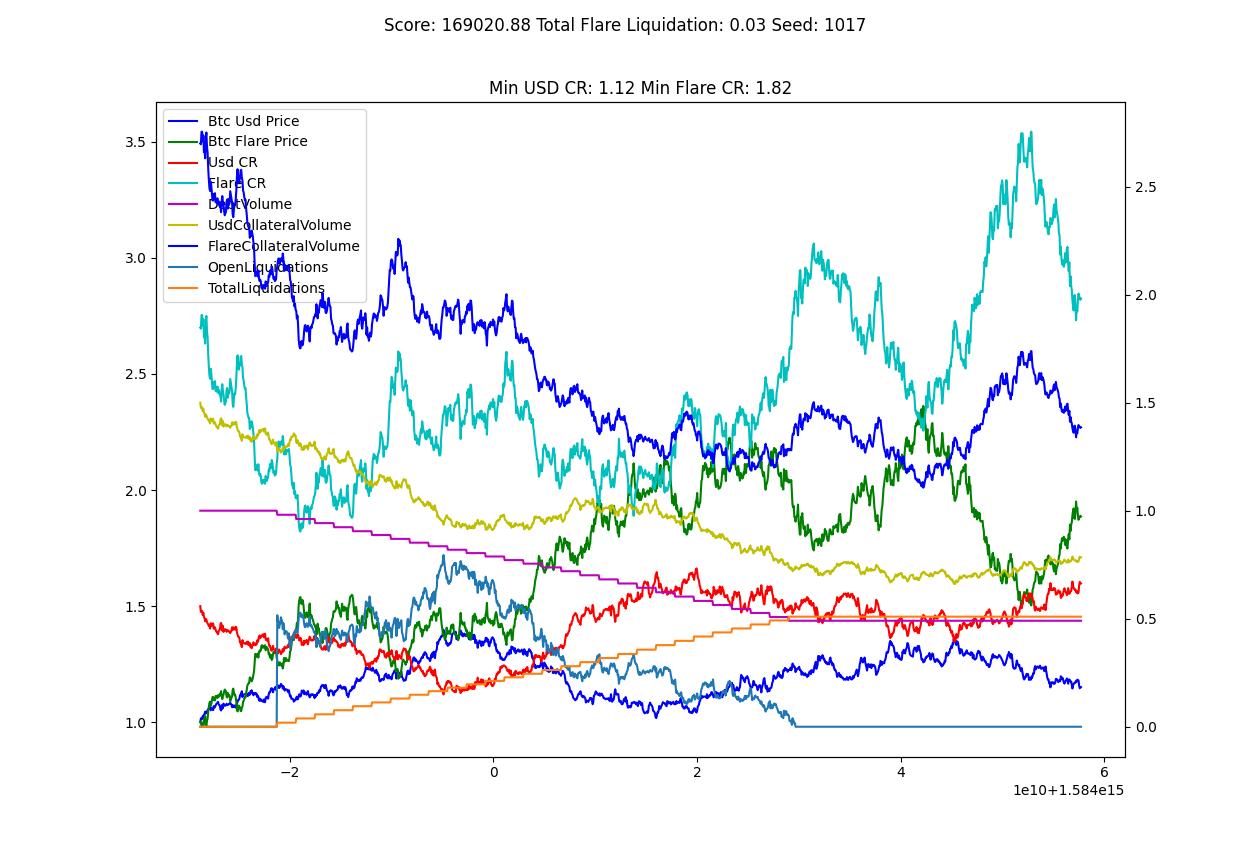 Score: 169020.88 Total Flare Liquidation: 0.03 Seed: 1017
Min USD CR: 1.12 Min Flare CR: 1.82
Btc Usd Price
Btc Flare Price
Usd CR
Flare CR
DebtVolume
UsdCollateralVolume
FlareCollateralVolume
OpenLiquidations
TotalLiquidations
3.5
3.0
2.5
2.0
1.5
1.0
2.5
2.0
1.5
1.0
0.5
0.0
−2 0 2 4 6
1e10+1.584e15